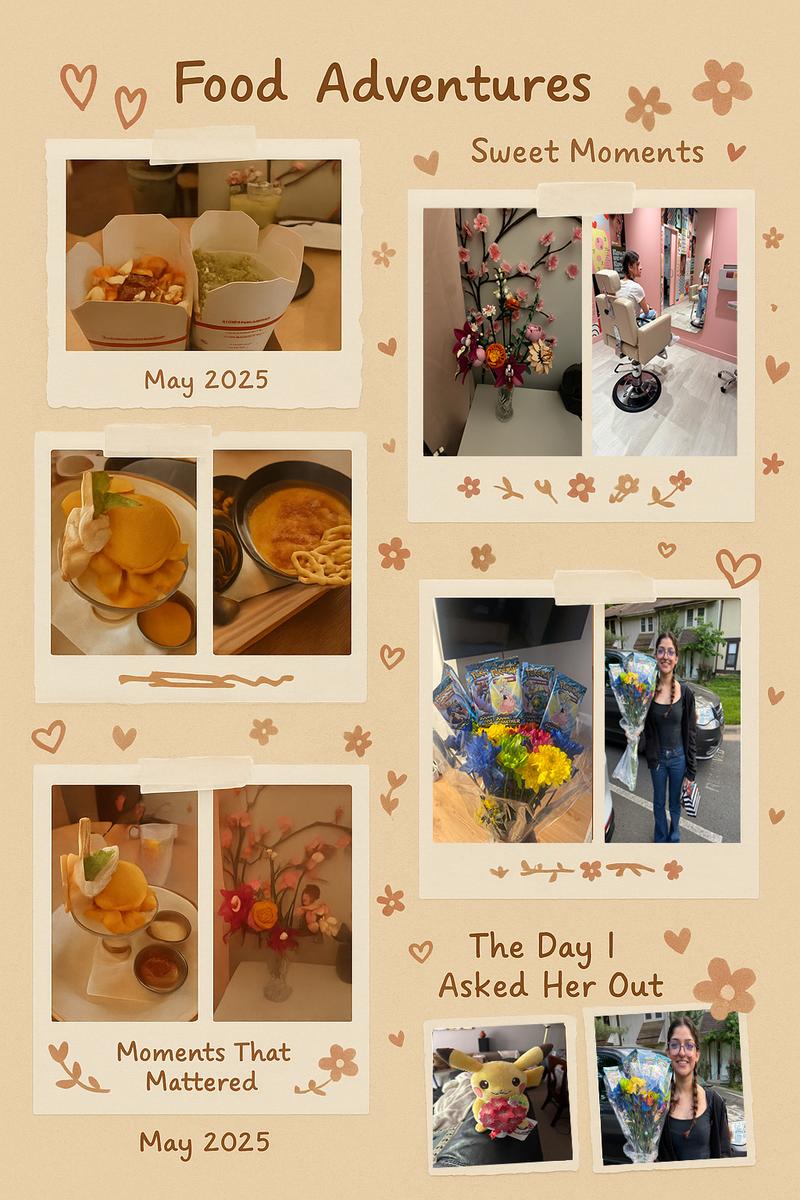 Food Adventures
May 2025
Moments That
Mattered
May 2025
Sweet Moments
The Day I
Asked Her Out